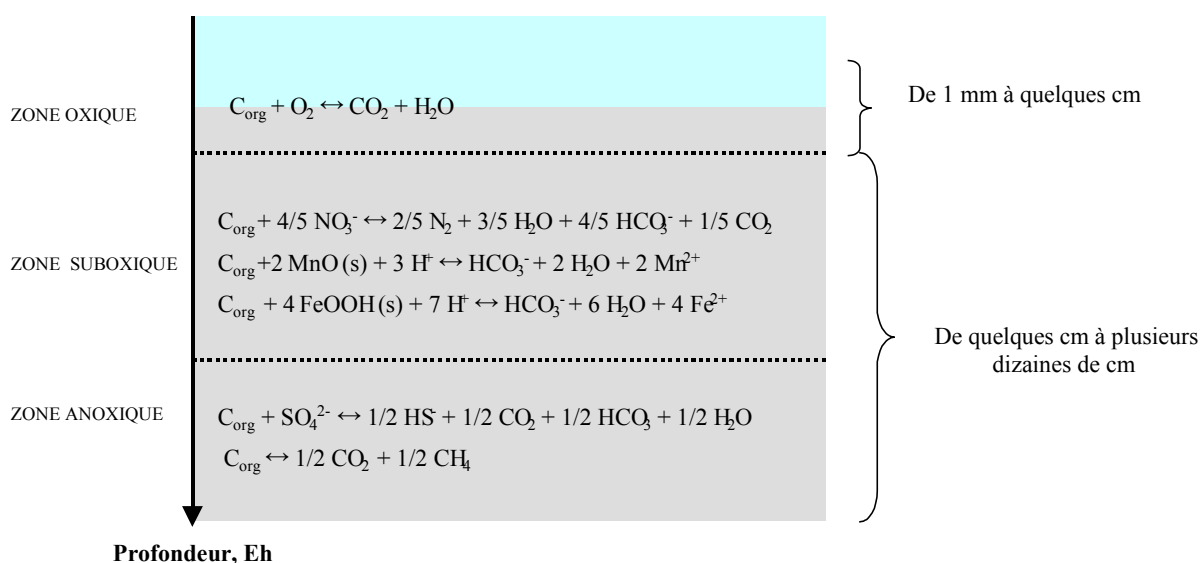 C_org + O₂ ↔ CO₂ + H₂O
De 1 mm à quelques cm
ZONE OXIQUE
C_org + 4/5 NO₃⁻ ↔ 2/5 N₂ + 3/5 H₂O + 4/5 HCO₃⁻ + 1/5 CO₂
ZONE SUBOXIQUE
C_org +2 MnO (s) + 3 H⁺ ↔ HCO₃⁻ + 2 H₂O + 2 Mn²⁺
C_org + 4 FeOOH (s) + 7 H⁺ ↔ HCO₃⁻ + 6 H₂O + 4 Fe²⁺
De quelques cm à plusieurs
dizaines de cm
ZONE ANOXIQUE
C_org + SO₄²⁻ ↔ 1/2 HS⁻ + 1/2 CO₂ + 1/2 HCO₃ + 1/2 H₂O
C_org ↔ 1/2 CO₂ + 1/2 CH₄
Profondeur, Eh